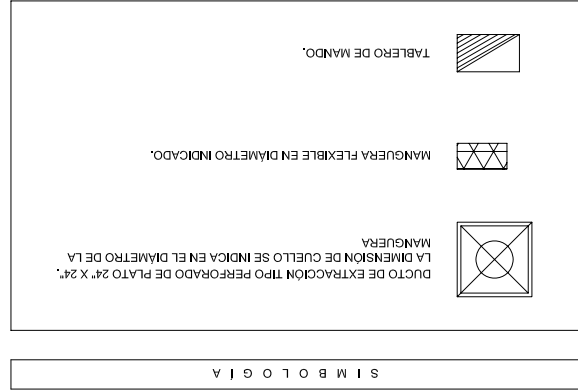 SIMBOLOGÍA
DUCTO DE EXTRACCIÓN TIPO PERFORADO DE PLATO 24" X 24".
LA DIMENSIÓN DE CUELLO SE INDICA EN EL DIÁMETRO DE LA
MANGUERA
MANGUERA FLEXIBLE EN DIÁMETRO INDICADO.
TABLERO DE MANDO.